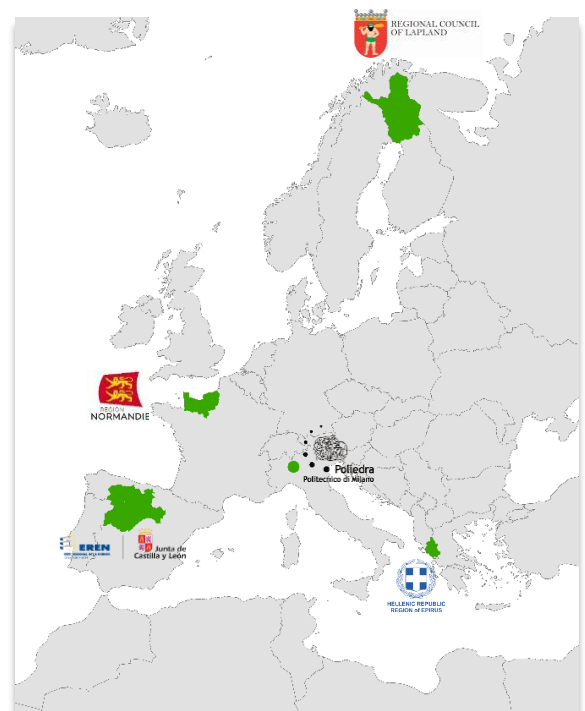 REGIONAL COUNCIL
OF LAPLAND
REGION
NORMANDIE
Poliedra
Politecnico di Milano
EREN
Junta de
Castilla y León
HELLENIC REPUBLIC
REGION of EPIRUS